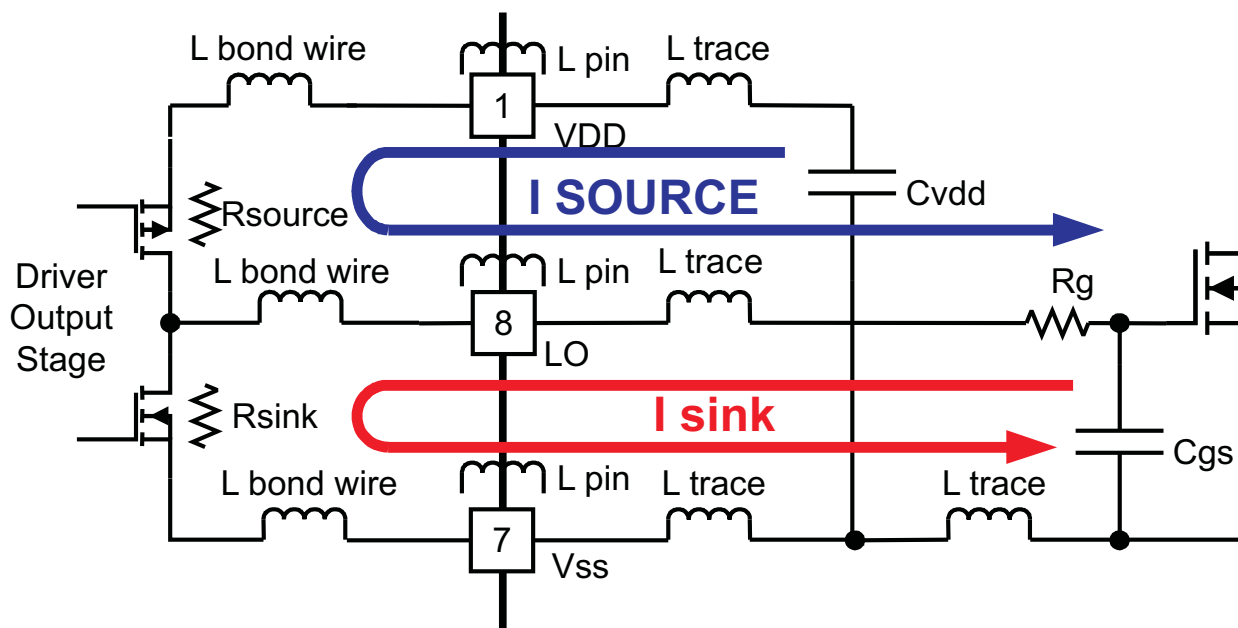 L bond wire
L pin
L trace
1
VDD
I SOURCE
Cvdd
Rsource
L bond wire
L pin
L trace
Rg
Driver
Output
Stage
8
LO
Rsink
I sink
Cgs
L bond wire
L pin
L trace
L trace
7
Vss